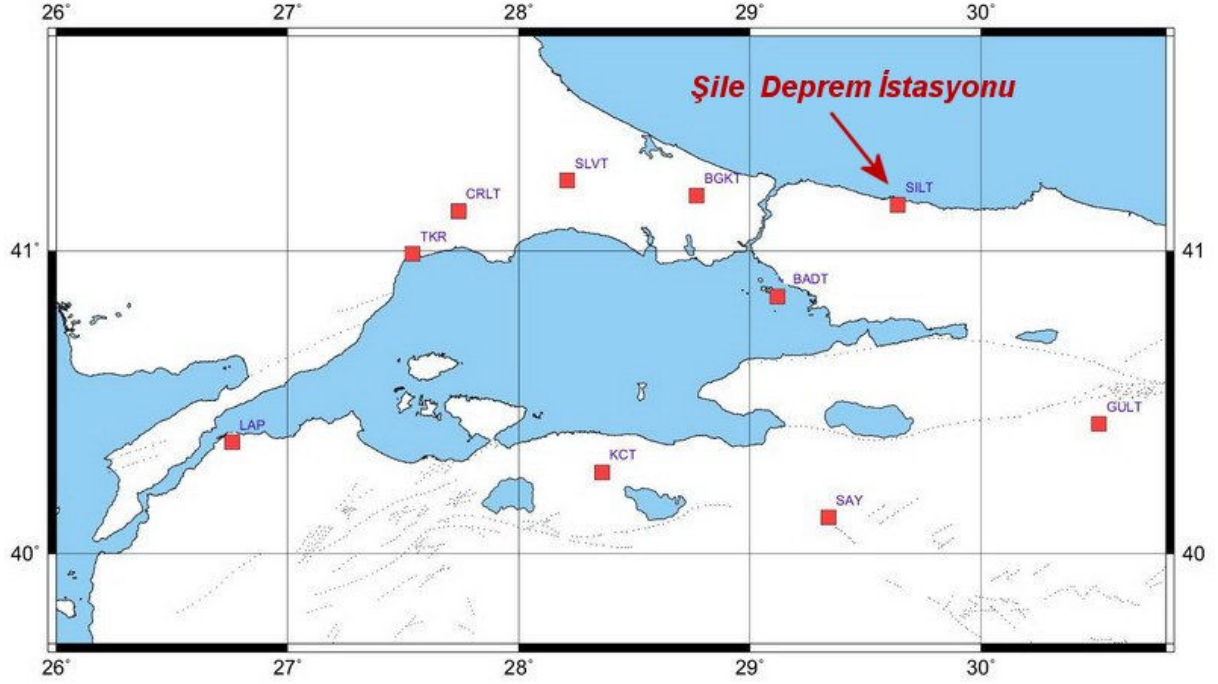 26° 27 28 29 30
Şile Deprem İstasyonu
SLVT
BGKT
SILT
CRLT
TKR
41° 41
BADT
GULT
LAP
KCT
SAY
40° 40
26 27 28 29 30